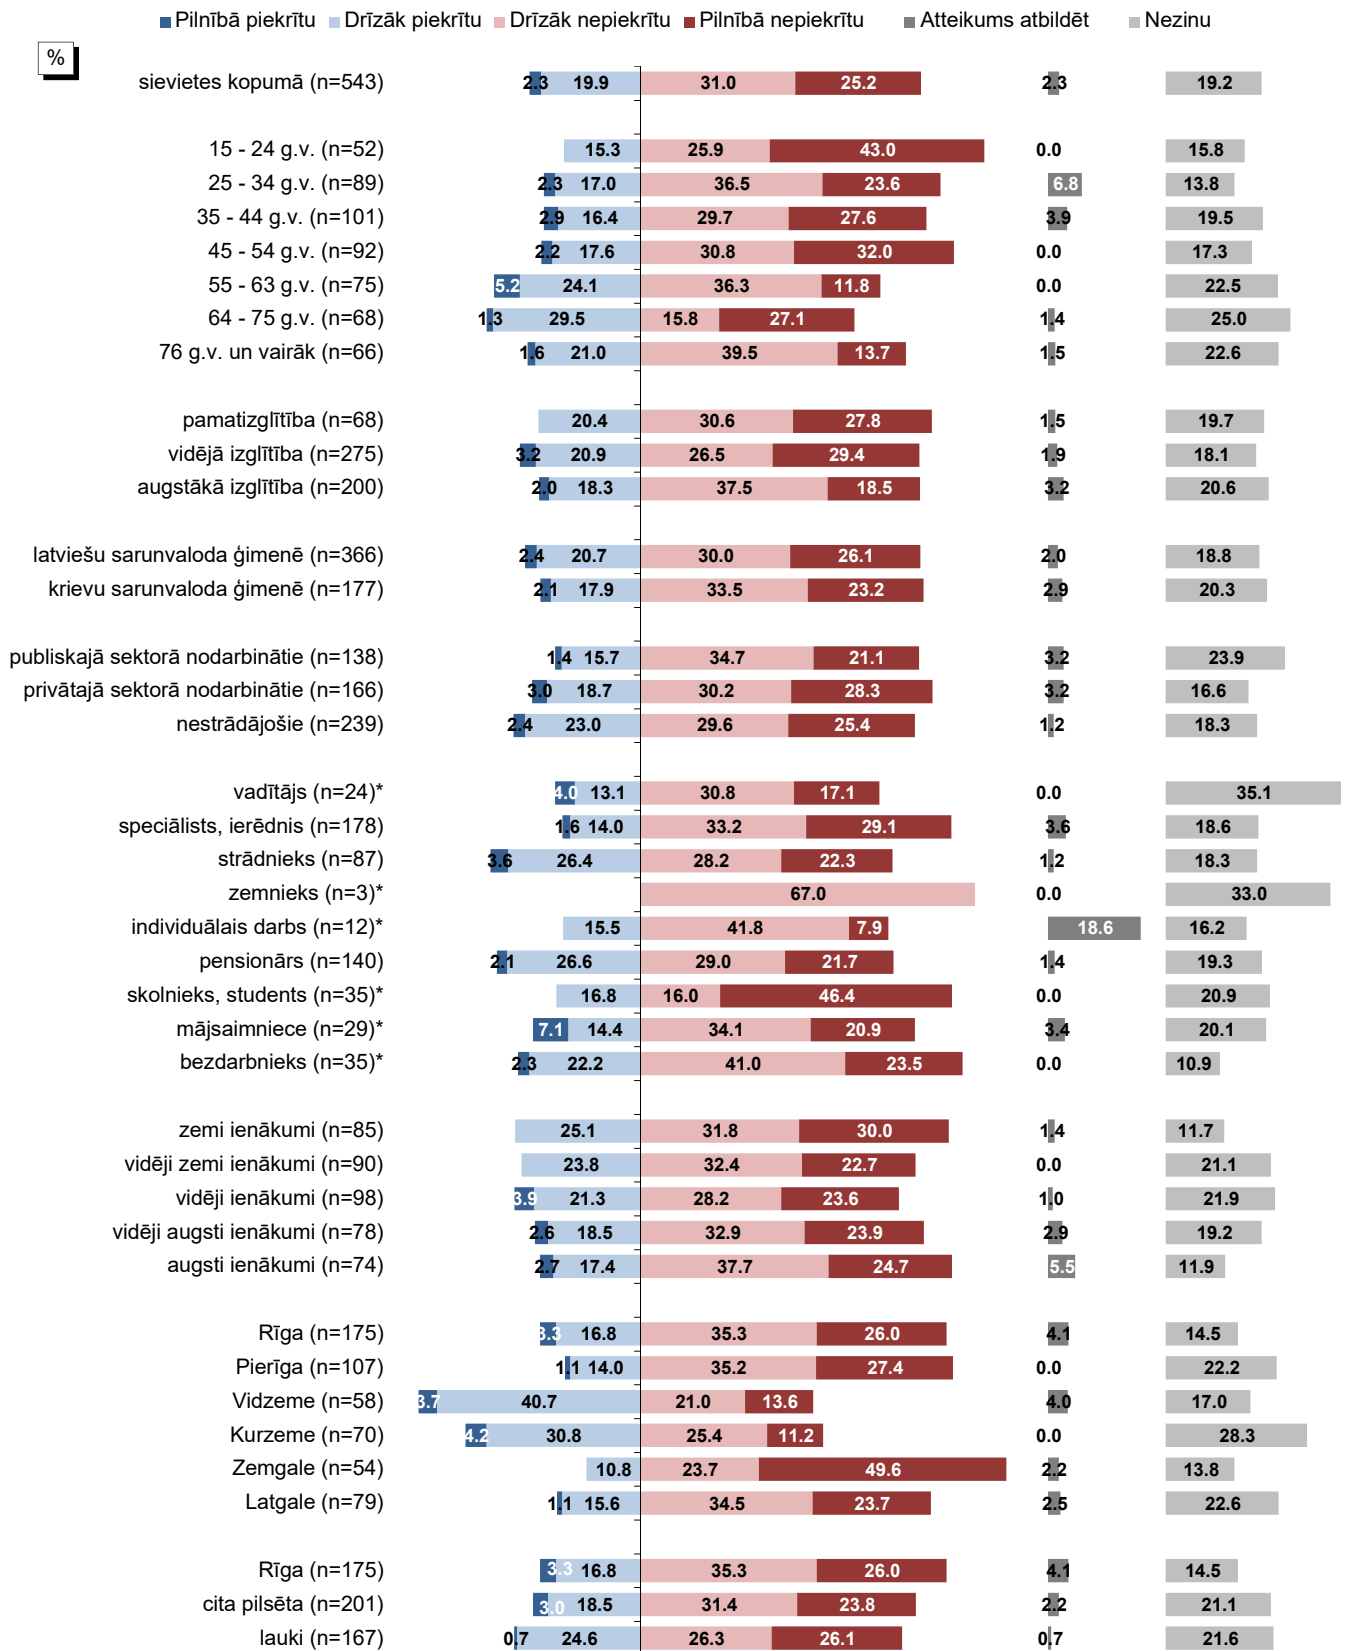 Pilnībā piekrītu Drīzāk piekrītu Drīzāk nepiekrītu Pilnībā nepiekrītu Atteikums atbildēt Nezinu
%
sievietes kopumā (n=543) 2.3 19.9 31.0 25.2 2.3 19.2
15 - 24 g.v. (n=52) 15.3 25.9 43.0 0.0 15.8
25 - 34 g.v. (n=89) 2.3 17.0 36.5 23.6 6.8 13.8
35 - 44 g.v. (n=101) 2.9 16.4 29.7 27.6 3.9 19.5
45 - 54 g.v. (n=92) 2.2 17.6 30.8 32.0 0.0 17.3
55 - 63 g.v. (n=75) 5.2 24.1 36.3 11.8 0.0 22.5
64 - 75 g.v. (n=68) 1.3 29.5 15.8 27.1 1.4 25.0
76 g.v. un vairāk (n=66) 1.6 21.0 39.5 13.7 1.5 22.6
pamatizglītība (n=68) 20.4 30.6 27.8 1.5 19.7
vidējā izglītība (n=275) 3.2 20.9 26.5 29.4 1.9 18.1
augstākā izglītība (n=200) 2.0 18.3 37.5 18.5 3.2 20.6
latviešu sarunvaloda ģimenē (n=366) 2.4 20.7 30.0 26.1 2.0 18.8
krievu sarunvaloda ģimenē (n=177) 2.1 17.9 33.5 23.2 2.9 20.3
publiskajā sektorā nodarbinātie (n=138) 1.4 15.7 34.7 21.1 3.2 23.9
privātajā sektorā nodarbinātie (n=166) 3.0 18.7 30.2 28.3 3.2 16.6
nestrādājošie (n=239) 2.4 23.0 29.6 25.4 1.2 18.3
vadītājs (n=24)* 4.0 13.1 30.8 17.1 0.0 35.1
speciālists, ierēdnis (n=178) 1.6 14.0 33.2 29.1 3.6 18.6
strādnieks (n=87) 3.6 26.4 28.2 22.3 1.2 18.3
zemnieks (n=3)* 67.0 0.0 33.0
individuālais darbs (n=12)* 15.5 41.8 7.9 18.6 16.2
pensionārs (n=140) 2.1 26.6 29.0 21.7 1.4 19.3
skolnieks, students (n=35)* 16.8 16.0 46.4 0.0 20.9
mājsaimniece (n=29)* 7.1 14.4 34.1 20.9 3.4 20.1
bezdarbnieks (n=35)* 2.3 22.2 41.0 23.5 0.0 10.9
zemi ienākumi (n=85) 25.1 31.8 30.0 1.4 11.7
vidēji zemi ienākumi (n=90) 23.8 32.4 22.7 0.0 21.1
vidēji ienākumi (n=98) 3.9 21.3 28.2 23.6 1.0 21.9
vidēji augsti ienākumi (n=78) 2.6 18.5 32.9 23.9 2.9 19.2
augsti ienākumi (n=74) 2.7 17.4 37.7 24.7 5.5 11.9
Rīga (n=175) 3.3 16.8 35.3 26.0 4.1 14.5
Pierīga (n=107) 1.1 14.0 35.2 27.4 0.0 22.2
Vidzeme (n=58) 3.7 40.7 21.0 13.6 4.0 17.0
Kurzeme (n=70) 4.2 30.8 25.4 11.2 0.0 28.3
Zemgale (n=54) 10.8 23.7 49.6 2.2 13.8
Latgale (n=79) 1.1 15.6 34.5 23.7 2.5 22.6
Rīga (n=175) 3.3 16.8 35.3 26.0 4.1 14.5
cita pilsēta (n=201) 3.0 18.5 31.4 23.8 2.2 21.1
lauki (n=167) 0.7 24.6 26.3 26.1 0.7 21.6